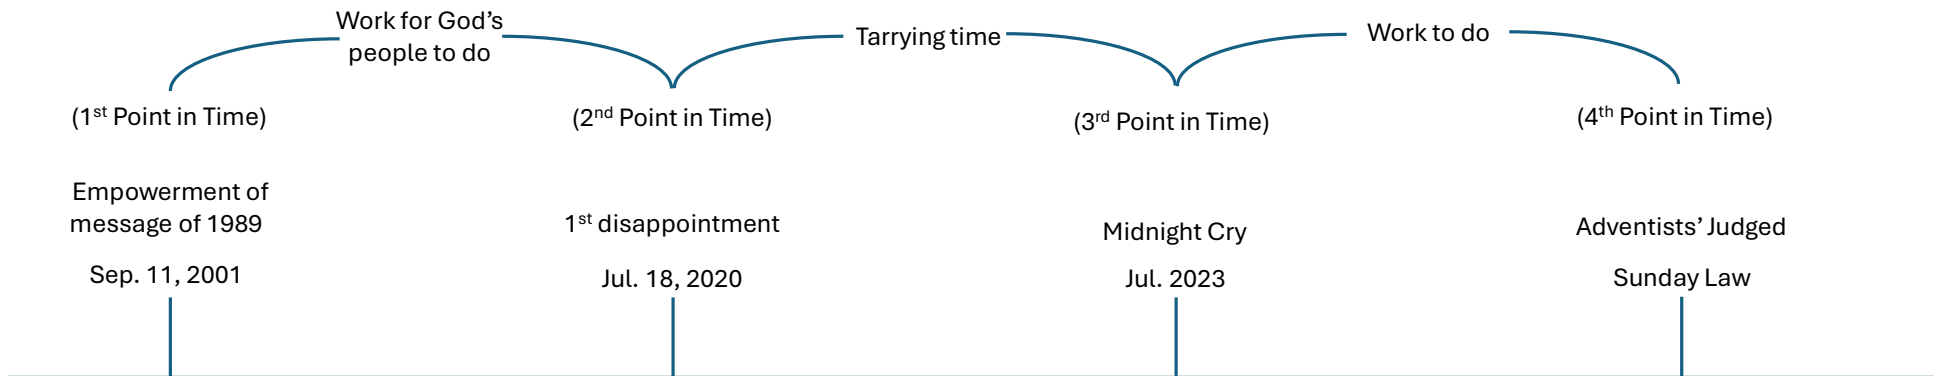 Work for God’s
people to do
Tarrying time
Work to do
(1st Point in Time)
(2nd Point in Time)
(3rd Point in Time)
(4th Point in Time)
Empowerment of
message of 1989
1st disappointment
Midnight Cry
Adventists’ Judged
Sep. 11, 2001
Jul. 18, 2020
Jul. 2023
Sunday Law